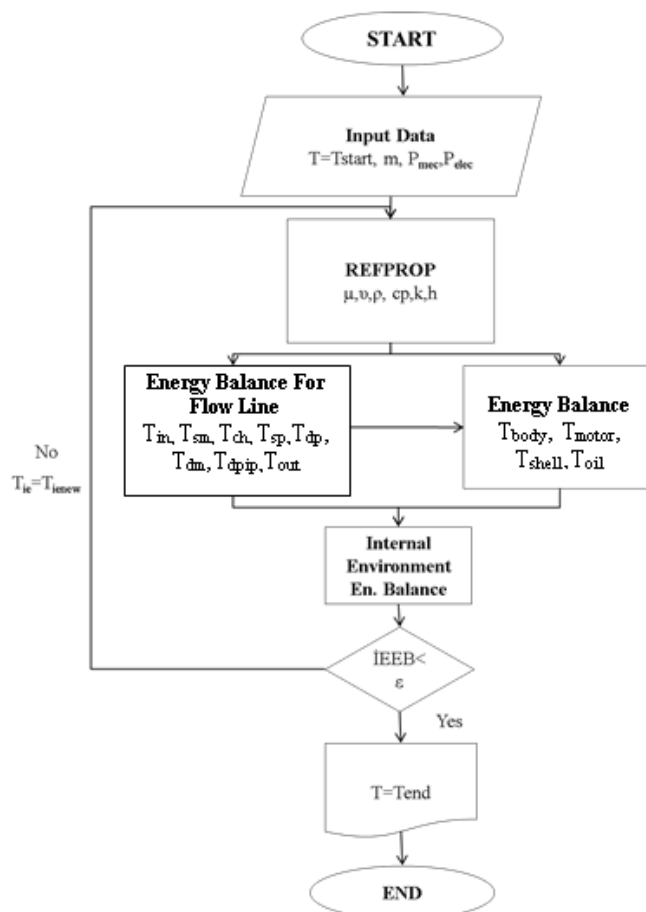 START
Input Data
T=Tstart, m, Pmec,Pelec
REFPROP
μ,υ,ρ, cp,k,h
Energy Balance For
Flow Line
Tin, Tsm, Tch, Tsp, Tdp,
Tdm, Tdpip, Tout
Energy Balance
Tbody, Tmotor,
Tshell, Toil
No
Tie=Tienew
Internal
Environment
En. Balance
İEEB<
ε
Yes
T=Tend
END